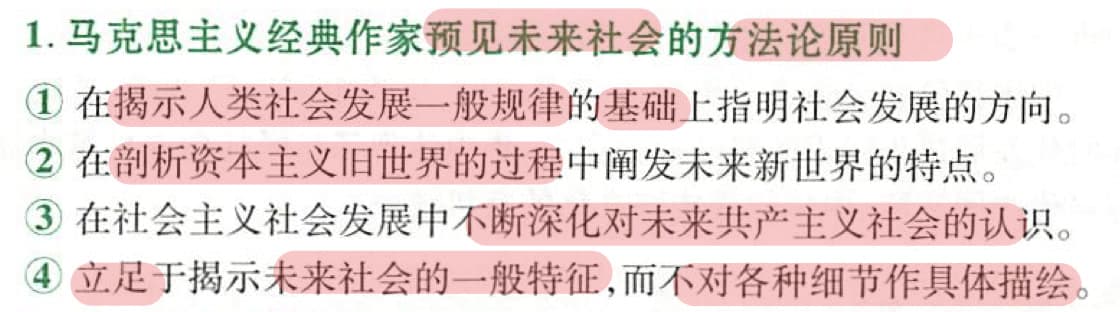 1. 马克思主义经典作家预见未来社会的方法论原则
① 在揭示人类社会发展一般规律的基础上指明社会发展的方向。
② 在剖析资本主义旧世界的过程中阐发未来新世界的特点。
③ 在社会主义社会发展中不断深化对未来共产主义社会的认识。
④ 立足于揭示未来社会的一般特征,而不对各种细节作具体描绘。